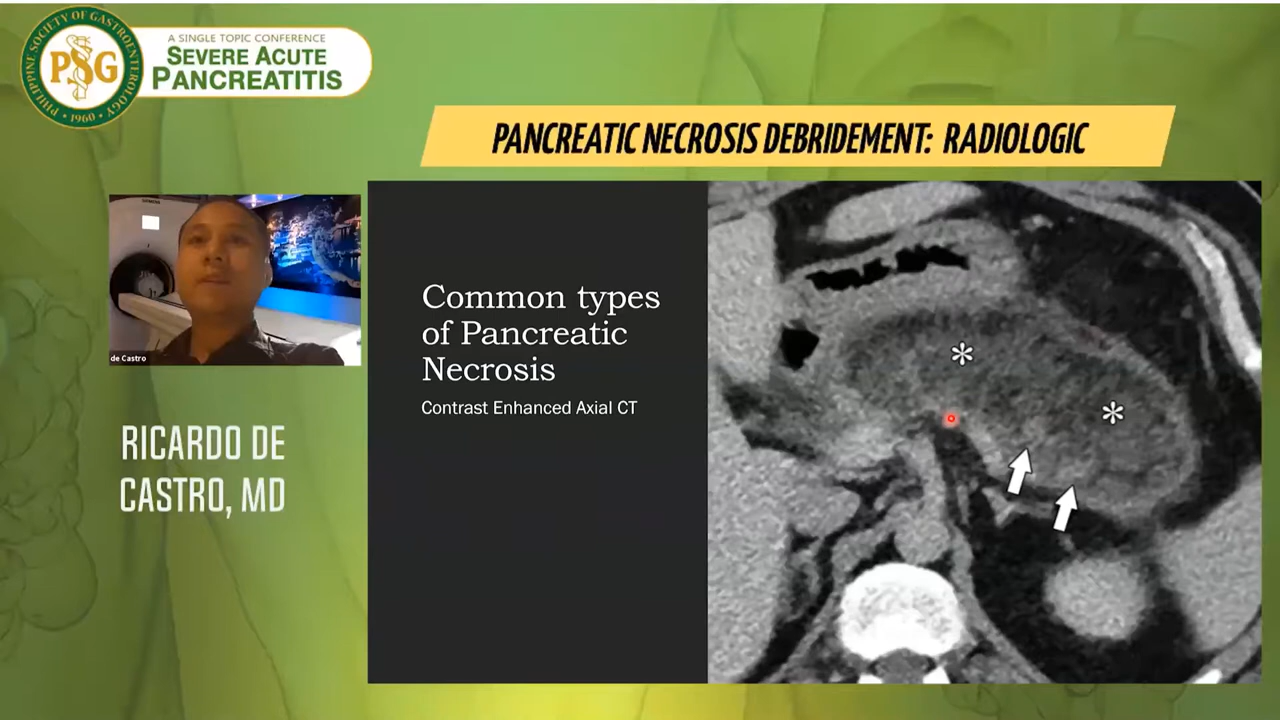 PHILIPPINE SOCIETY OF GASTROENTEROLOGY
PSG
• 1960 •
A SINGLE TOPIC CONFERENCE
SEVERE ACUTE
PANCREATITIS
PANCREATIC NECROSIS DEBRIDEMENT: RADIOLOGIC
SIEMENS
de Castro
Common types
of Pancreatic
Necrosis
Contrast Enhanced Axial CT
*
*
RICARDO DE
CASTRO, MD